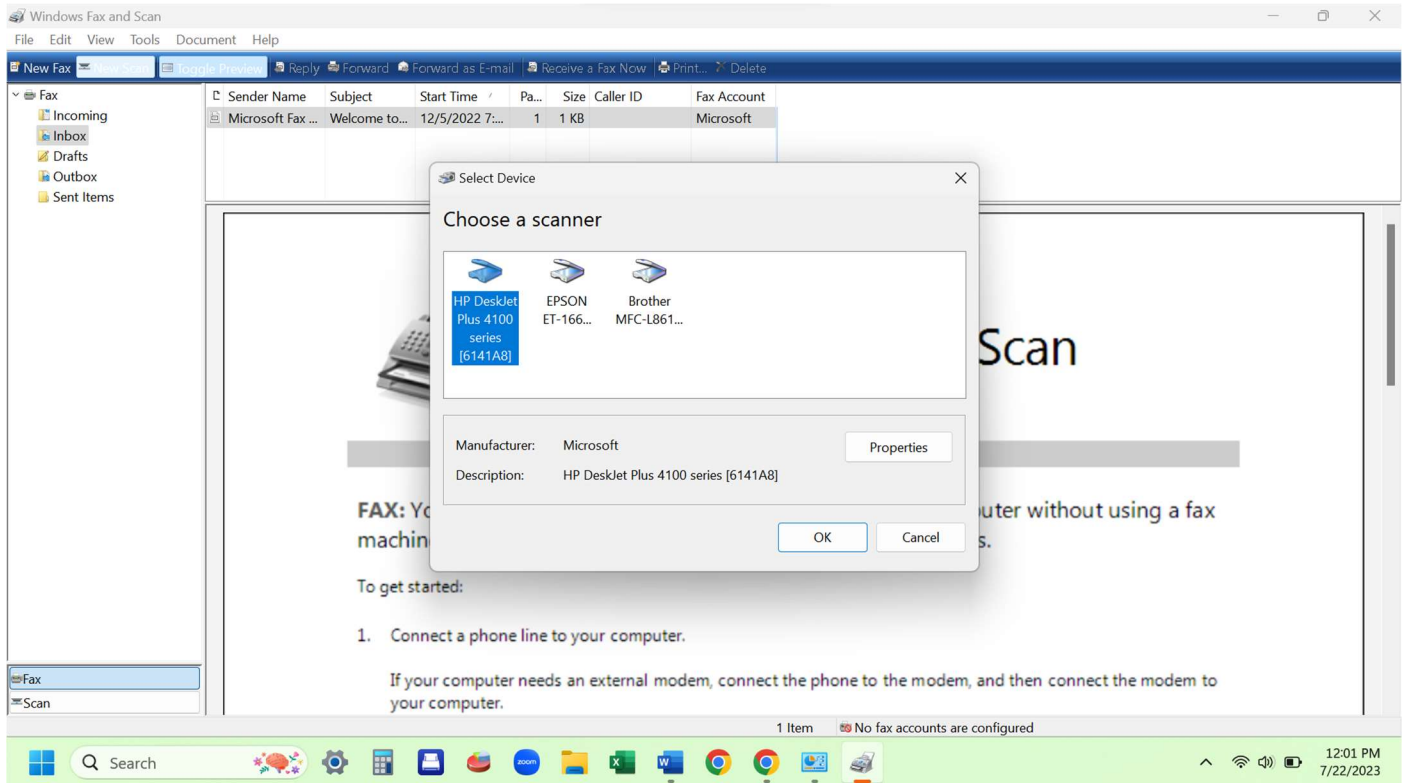 Windows Fax and Scan
File Edit View Tools Document Help
New Fax New Scan Toggle Preview Reply Forward Forward as E-mail Receive a Fax Now Print... Delete
Fax
Incoming
Inbox
Drafts
Outbox
Sent Items
Sender Name Subject Start Time Pa... Size Caller ID Fax Account
Microsoft Fax ... Welcome to... 12/5/2022 7:... 1 1 KB Microsoft
Select Device
Choose a scanner
HP DeskJet
Plus 4100
series
[6141A8]
EPSON
ET-166...
Brother
MFC-L861...
Manufacturer: Microsoft
Properties
Description: HP DeskJet Plus 4100 series [6141A8]
OK Cancel
Scan
FAX: uter without using a fax
machin s.
To get started:
1. Connect a phone line to your computer.
If your computer needs an external modem, connect the phone to the modem, and then connect the modem to
your computer.
Fax
Scan
1 Item No fax accounts are configured
Search
zoom
12:01 PM
7/22/2023